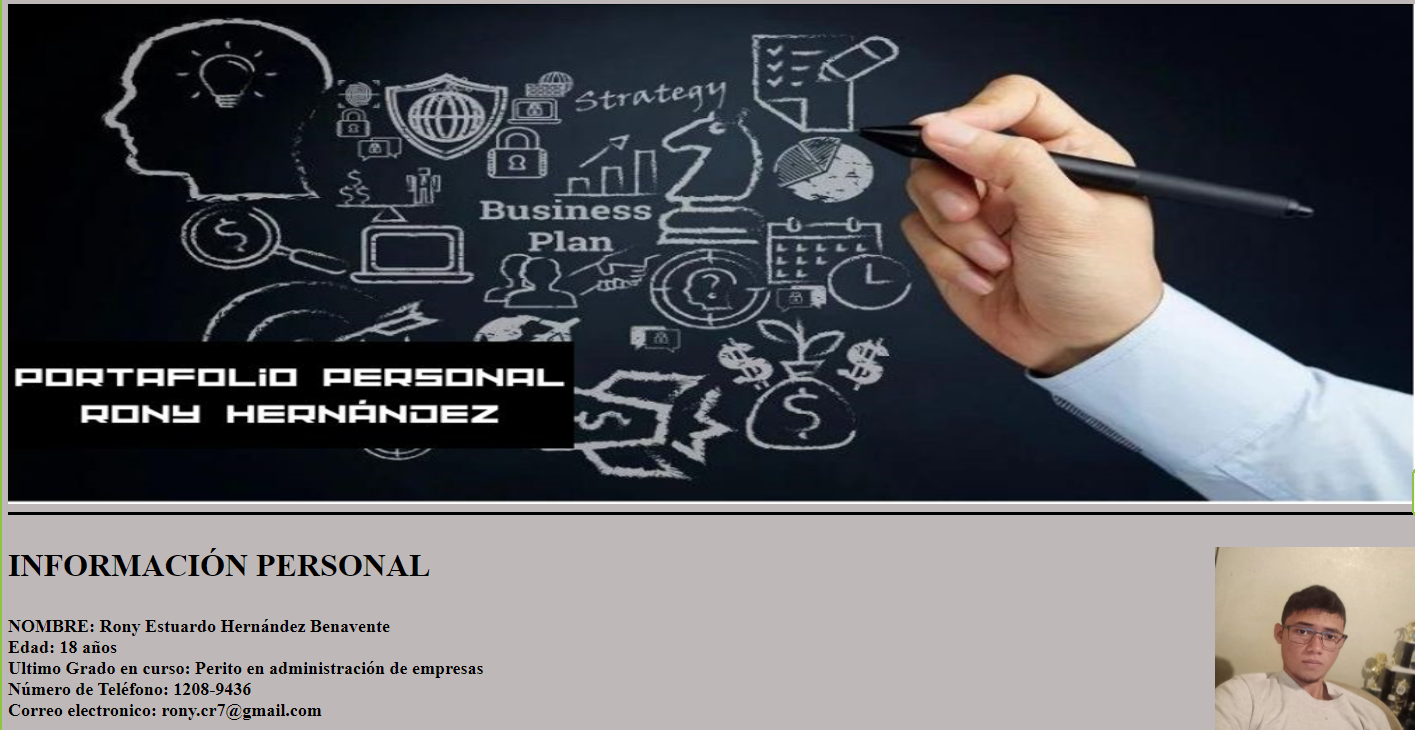 Strategy
Business
Plan
PORTAFOLIO PERSONAL
RONY HERNÁNDEZ
INFORMACIÓN PERSONAL
NOMBRE: Rony Estuardo Hernández Benavente
Edad: 18 años
Ultimo Grado en curso: Perito en administración de empresas
Número de Teléfono: 1208-9436
Correo electronico: rony.cr7@gmail.com